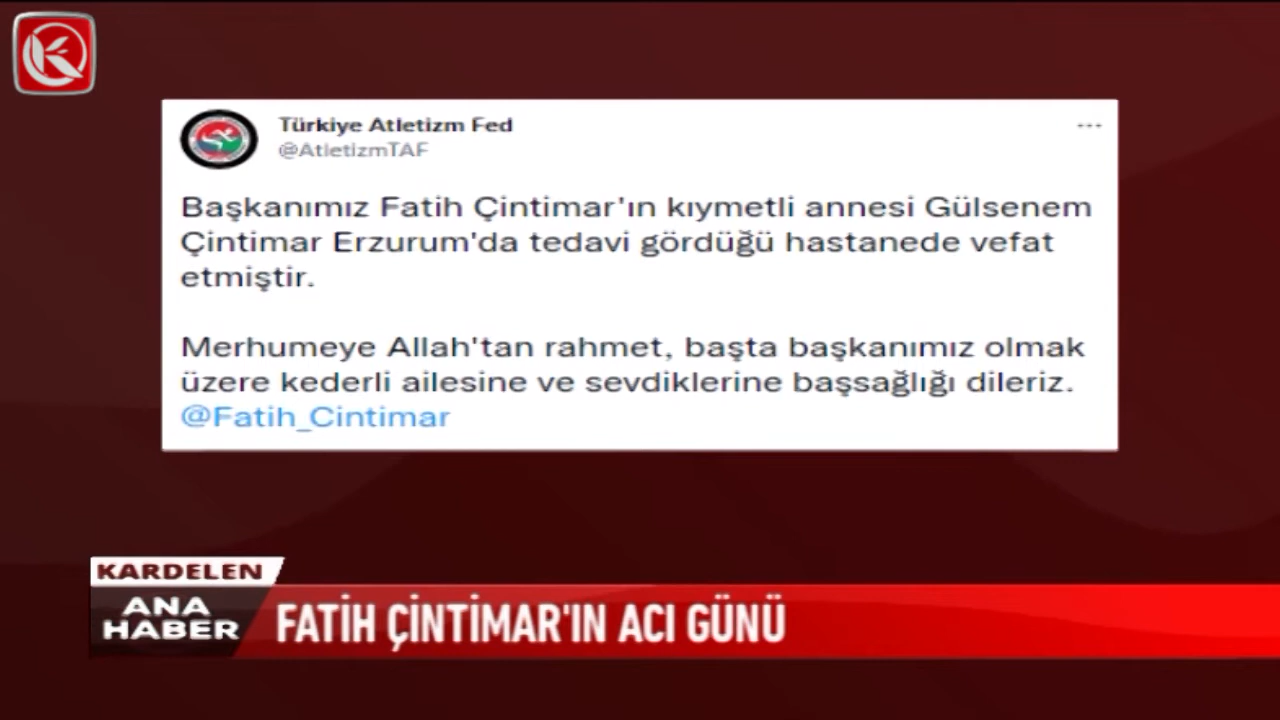 Türkiye Atletizm Fed
@AtletizmTAF
Başkanımız Fatih Çintimar'ın kıymetli annesi Gülsenem
Çintimar Erzurum'da tedavi gördüğü hastanede vefat
etmiştir.
Merhumeye Allah'tan rahmet, başta başkanımız olmak
üzere kederli ailesine ve sevdiklerine başsağlığı dileriz.
@Fatih_Cintimar
KARDELEN
ANA
HABER
FATİH ÇİNTİMAR'IN ACI GÜNÜ